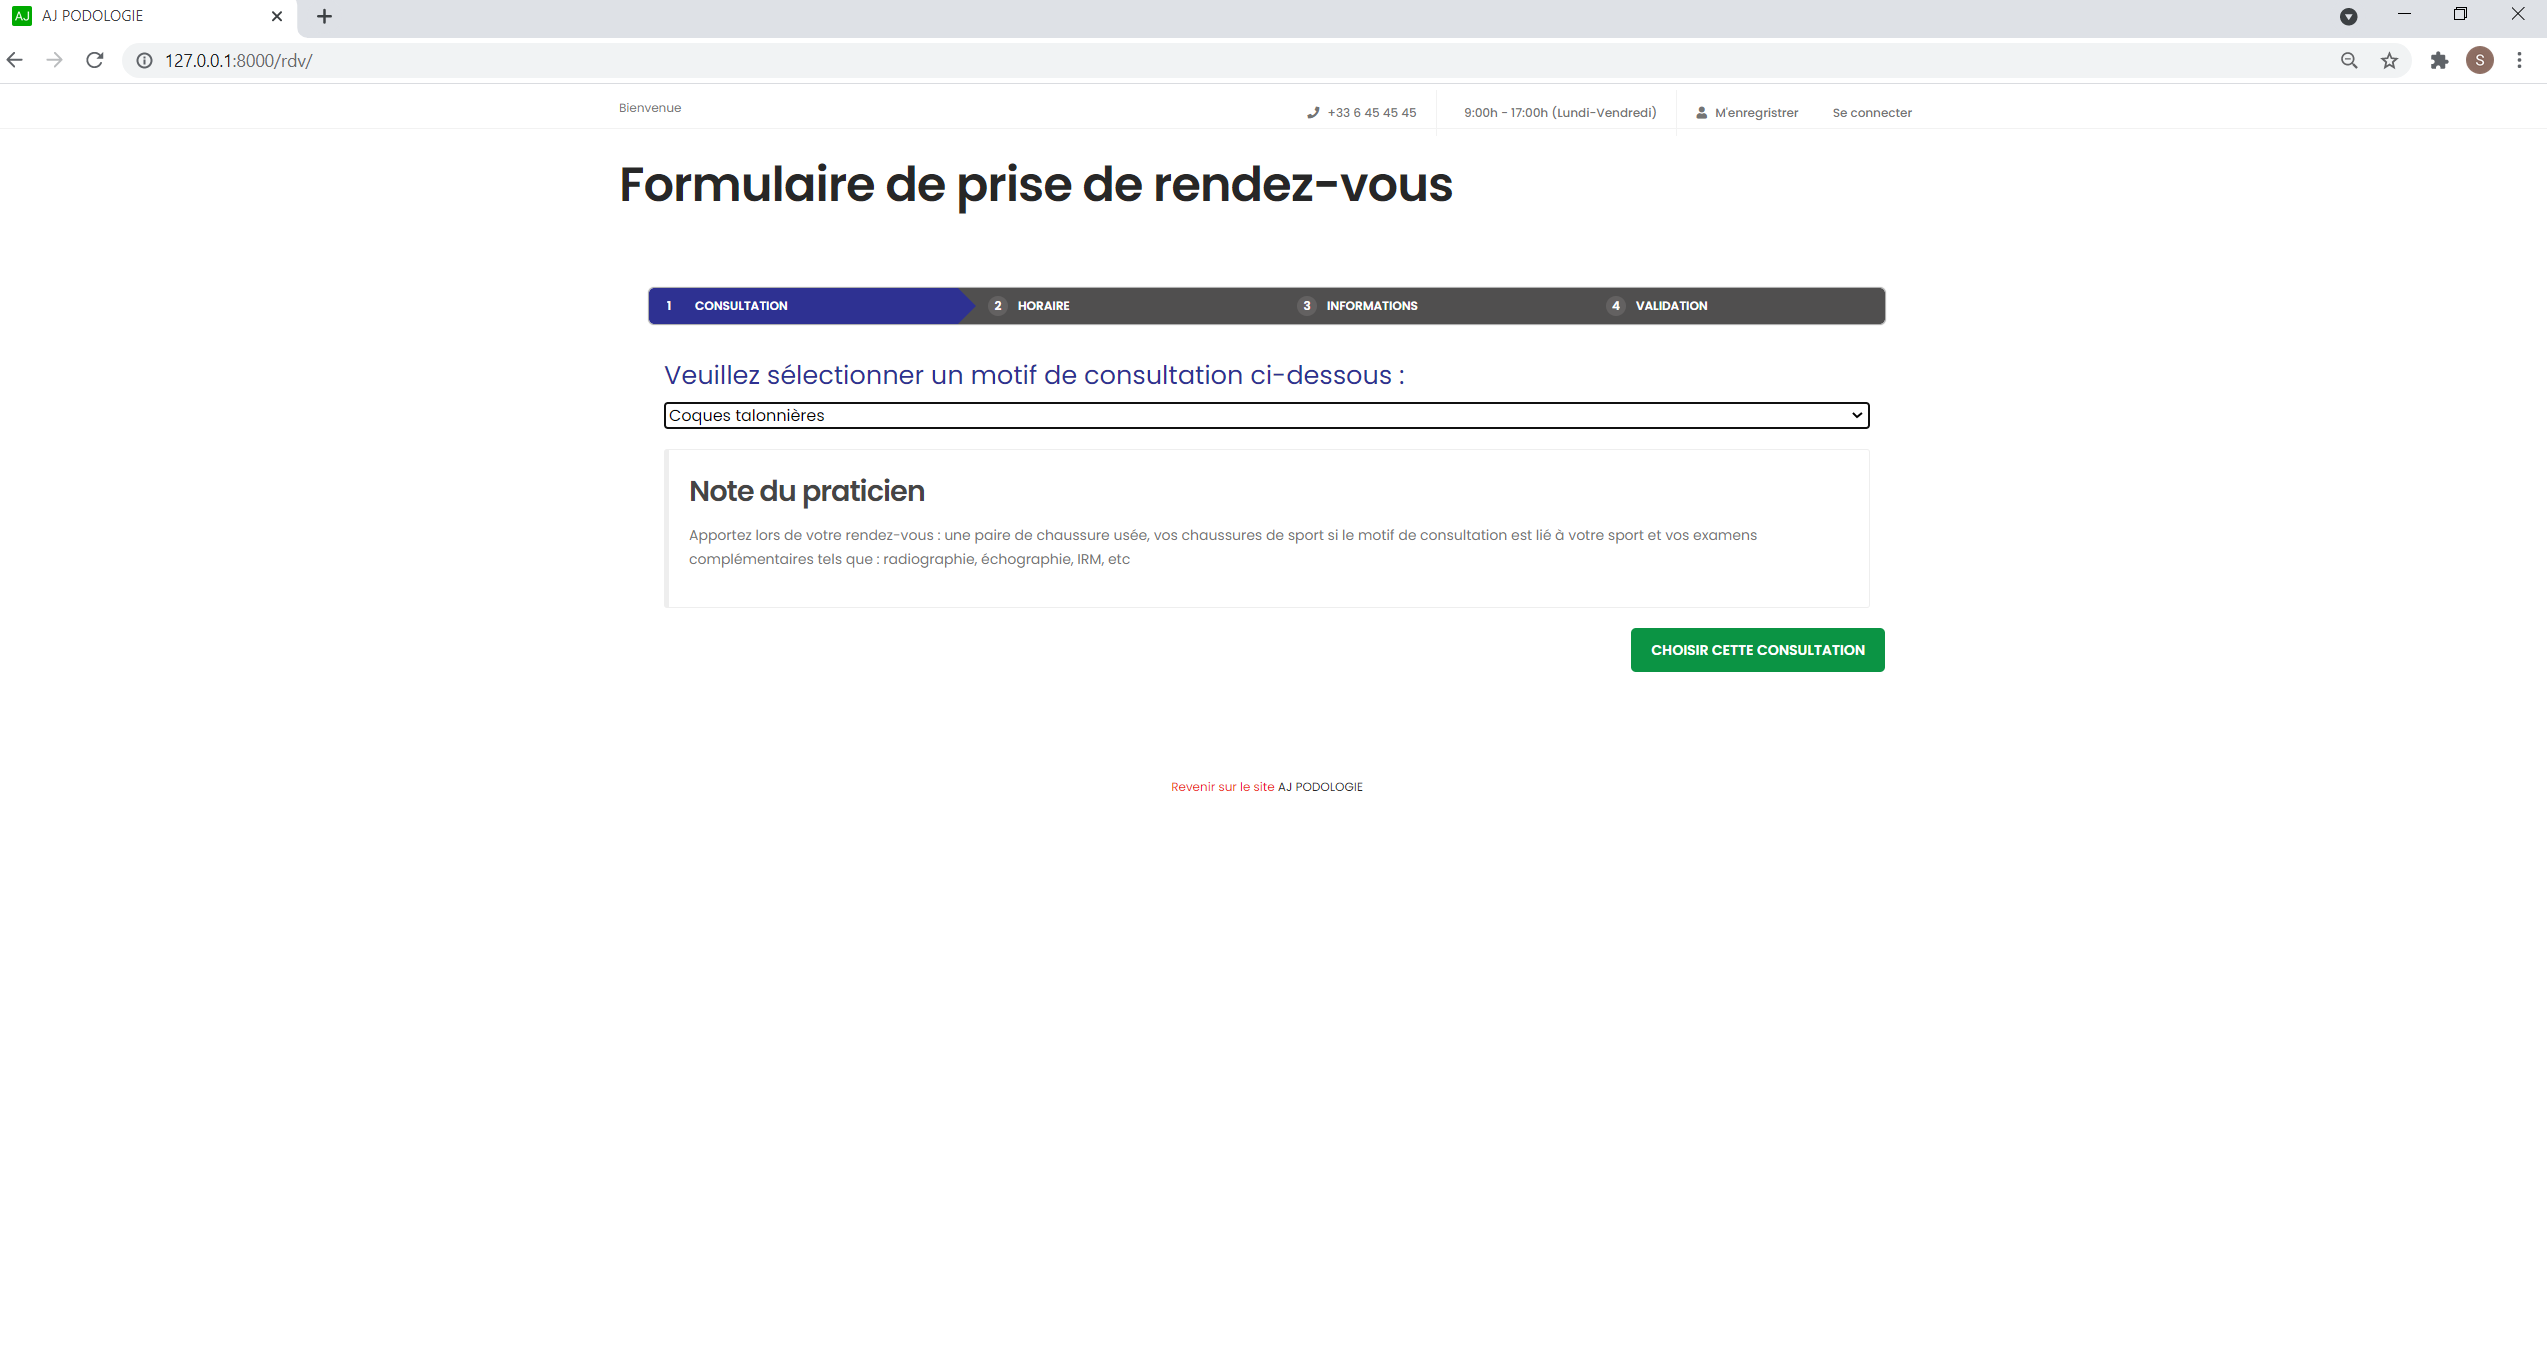 AJ AJ PODOLOGIE
127.0.0.1:8000/rdv/
S
Bienvenue
+33 6 45 45 45
9:00h - 17:00h (Lundi-Vendredi)
M'enregristrer
Se connecter
Formulaire de prise de rendez-vous
1 CONSULTATION
2 HORAIRE
3 INFORMATIONS
4 VALIDATION
Veuillez sélectionner un motif de consultation ci-dessous :
Coques talonnières
Note du praticien
Apportez lors de votre rendez-vous : une paire de chaussure usée, vos chaussures de sport si le motif de consultation est lié à votre sport et vos examens
complémentaires tels que : radiographie, échographie, IRM, etc
CHOISIR CETTE CONSULTATION
Revenir sur le site AJ PODOLOGIE